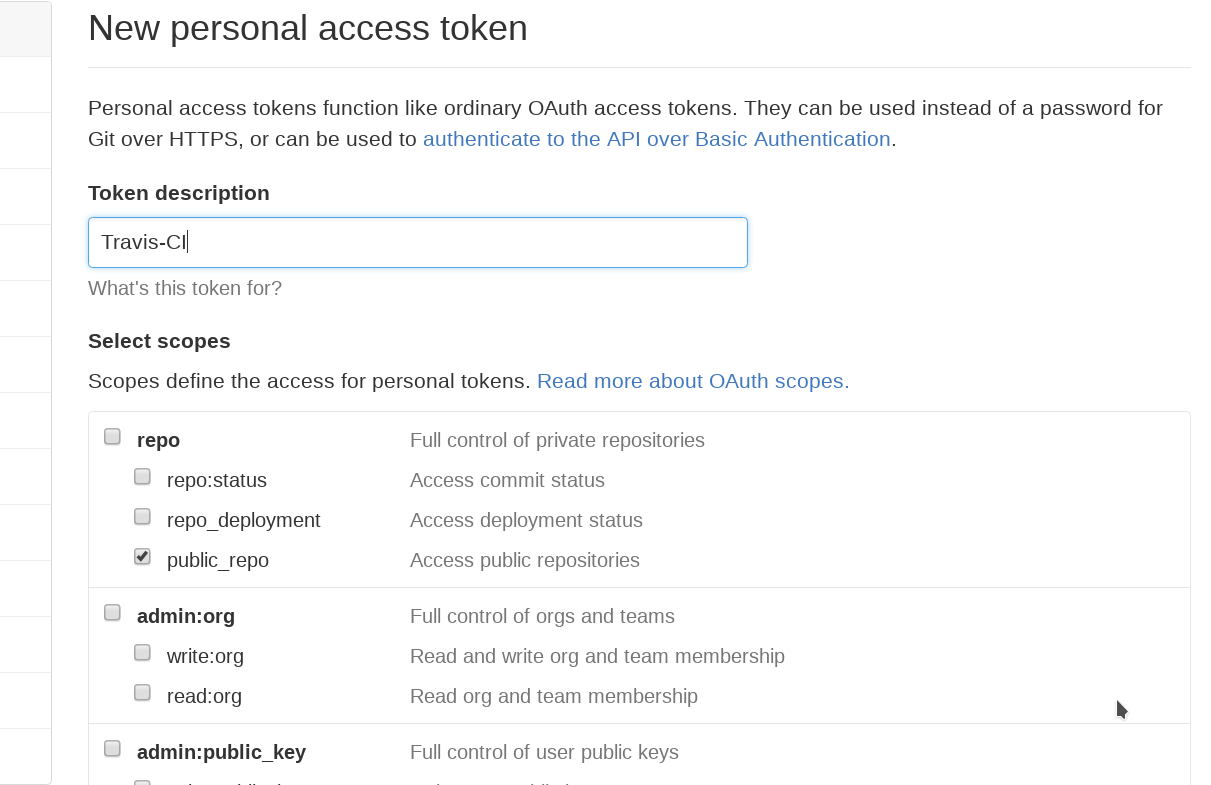 New personal access token
Personal access tokens function like ordinary OAuth access tokens. They can be used instead of a password for
Git over HTTPS, or can be used to authenticate to the API over Basic Authentication.
Token description
Travis-CI
What's this token for?
Select scopes
Scopes define the access for personal tokens. Read more about OAuth scopes.
repo Full control of private repositories
repo:status Access commit status
repo_deployment Access deployment status
public_repo Access public repositories
admin:org Full control of orgs and teams
write:org Read and write org and team membership
read:org Read org and team membership
admin:public_key Full control of user public keys